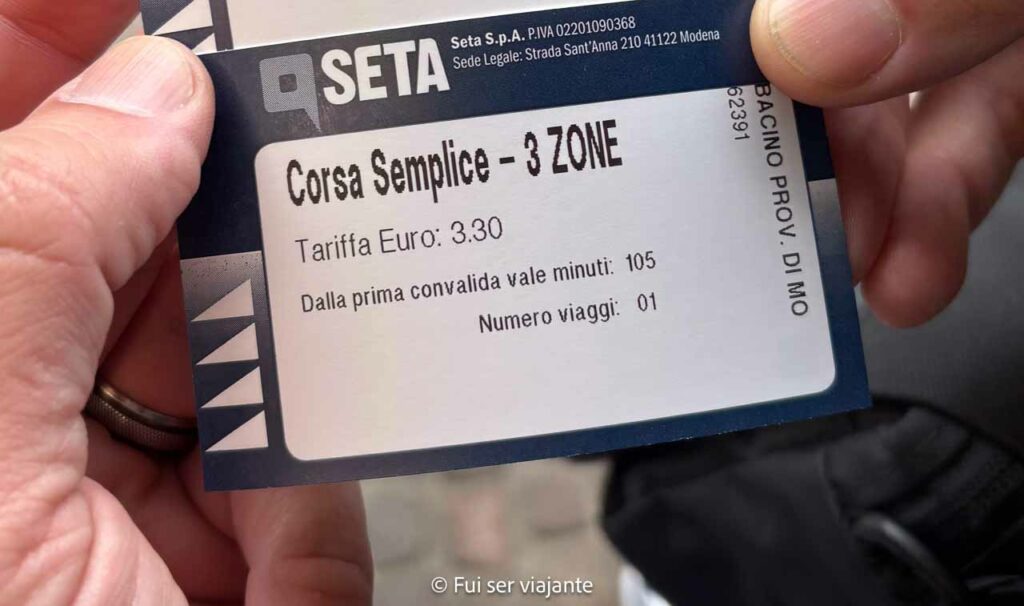 SETA
Seta S.p.A. P.IVA 02201090368
Sede Legale: Strada Sant'Anna 210 41122 Modena
Corsa Semplice – 3 ZONE
Tariffa Euro: 3.30
Dalla prima convalida vale minuti: 105
Numero viaggi: 01
BACINO PROV. DI MO
62391
© Fui ser viajante